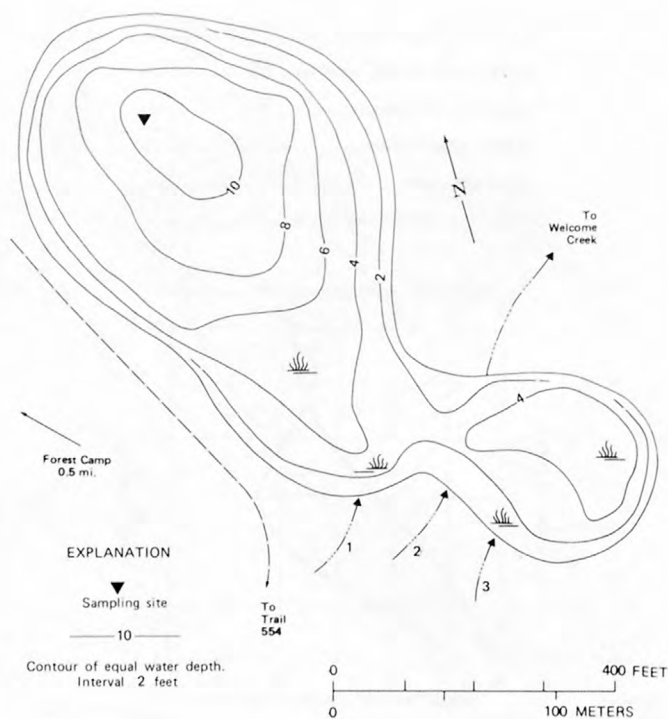 10
8
6
4
2
N
To
Welcome
Creek
4
Forest Camp
0.5 mi.
1
2
3
To
Trail
554
EXPLANATION
Sampling site
10
Contour of equal water depth.
Interval 2 feet
0 400 FEET
0 100 METERS